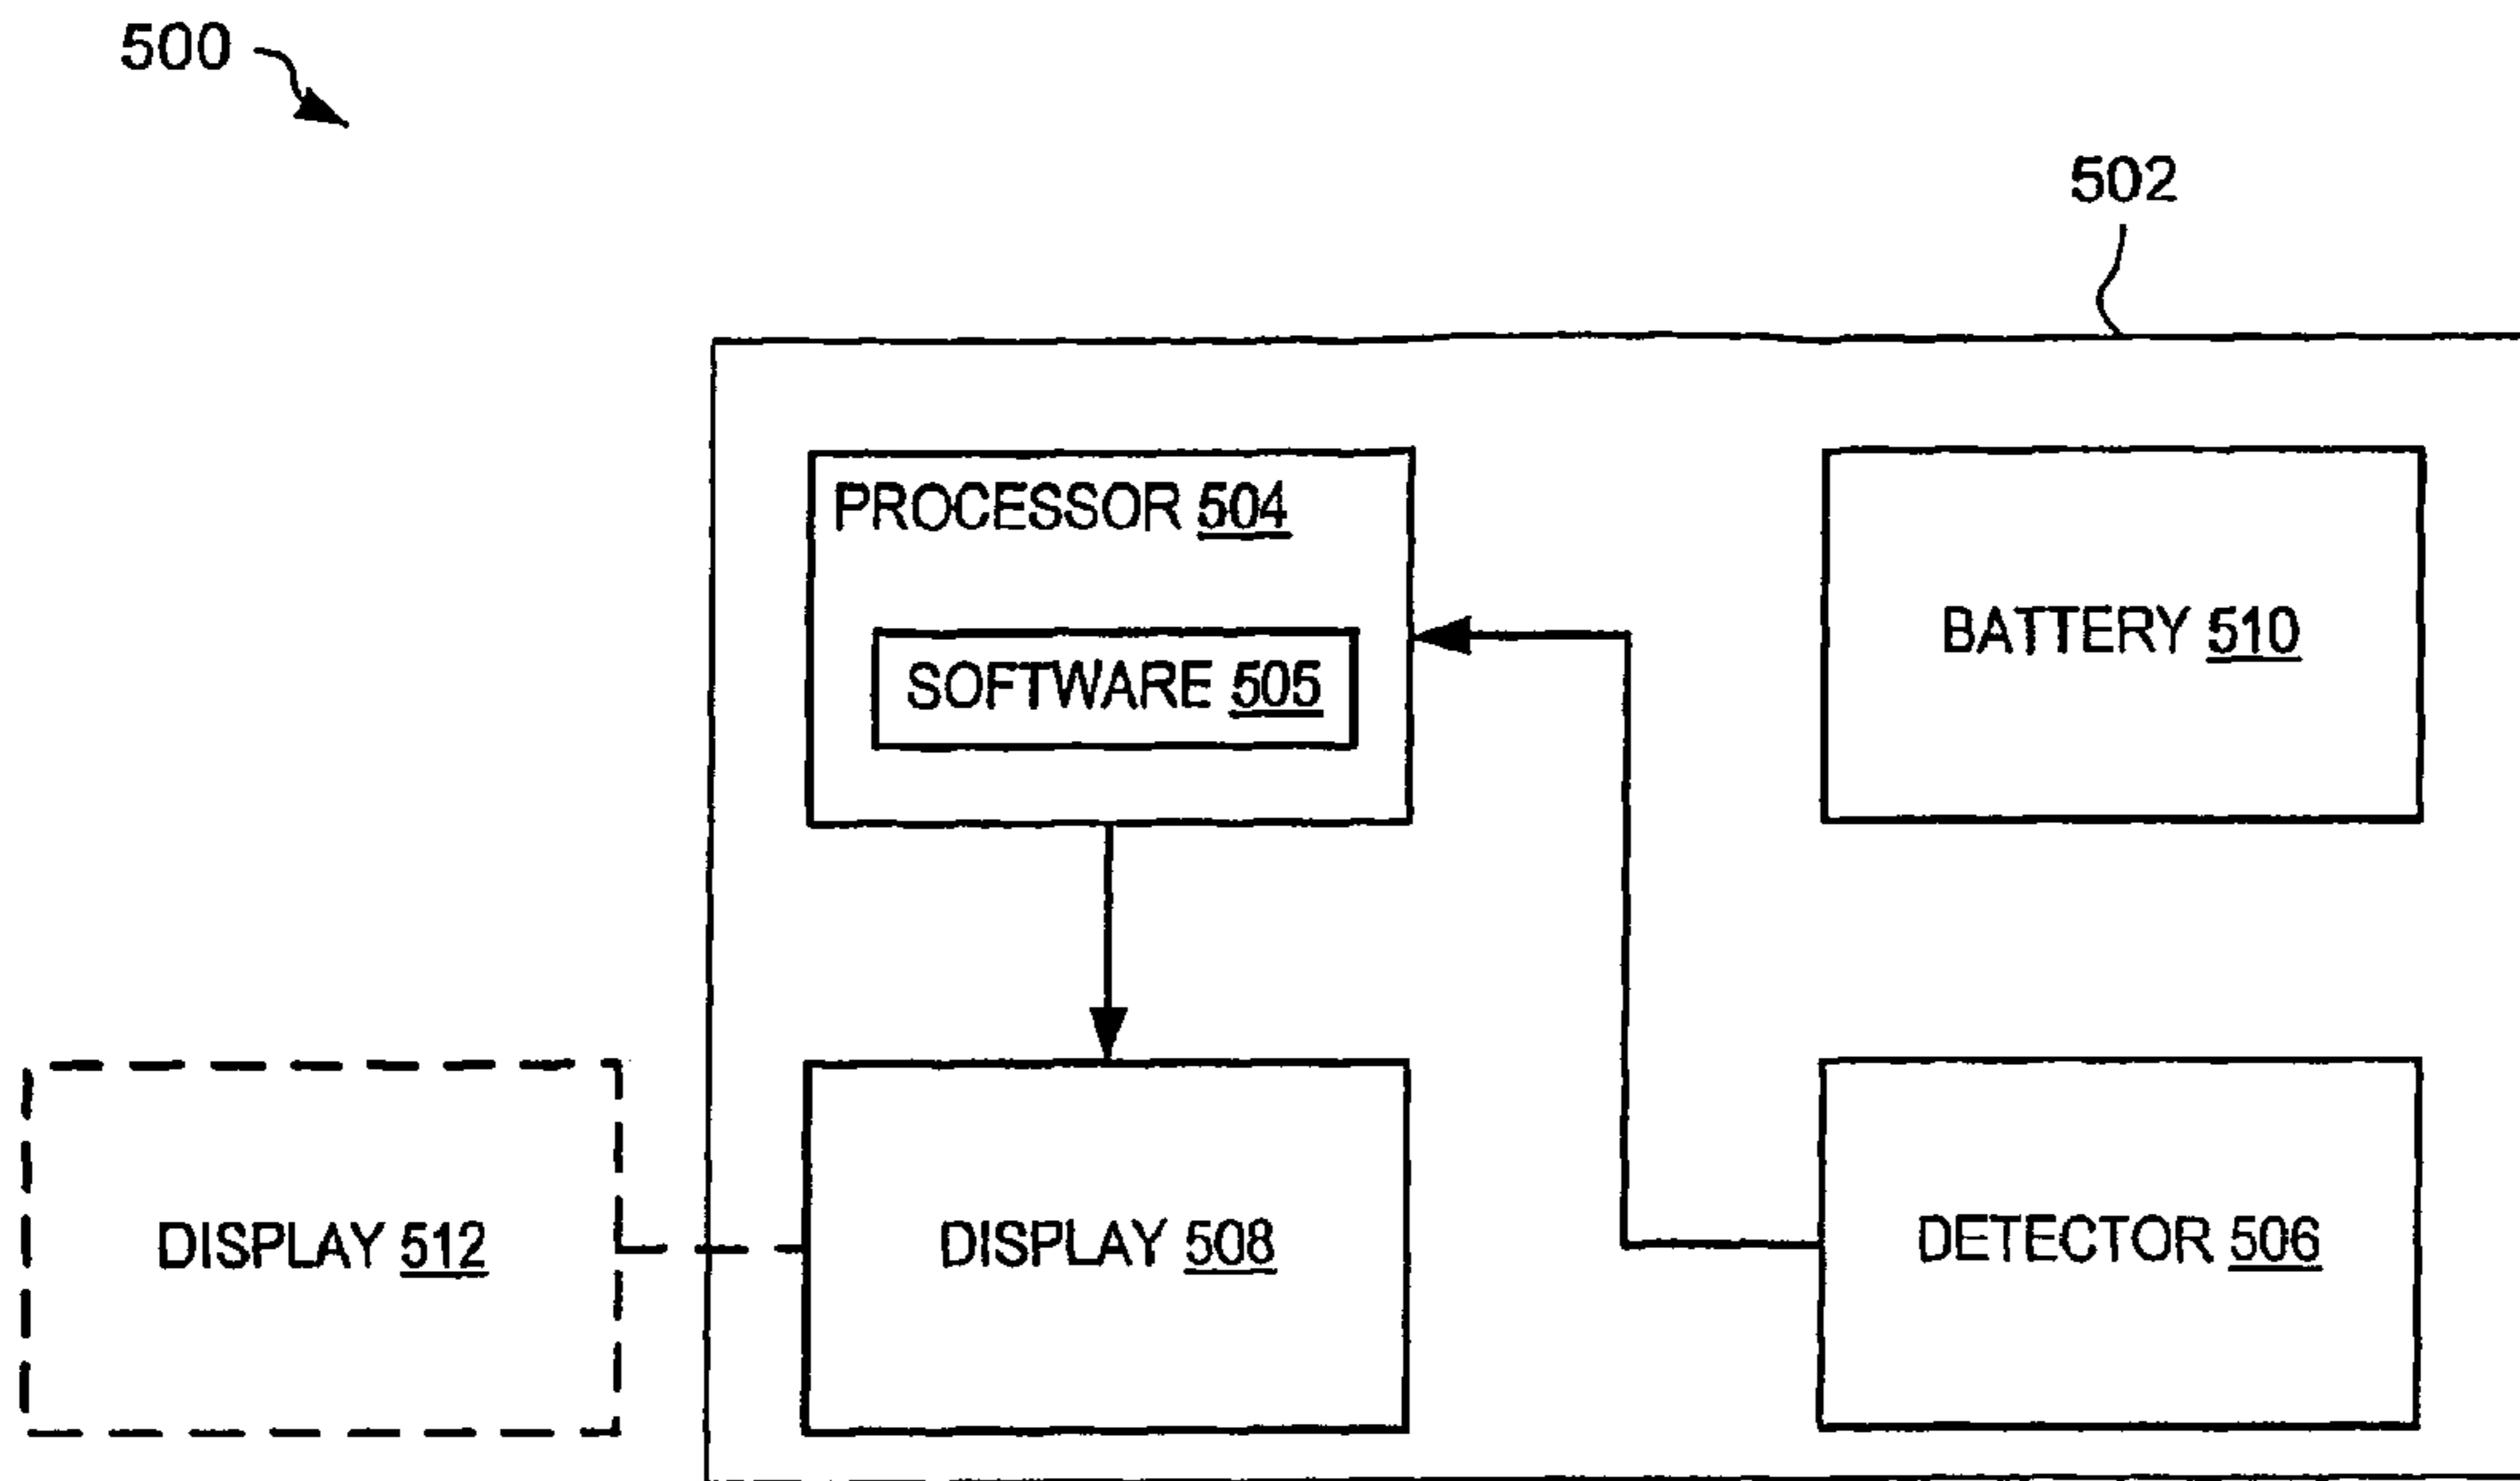 500
502
PROCESSOR 504
SOFTWARE 505
BATTERY 510
DISPLAY 512
DISPLAY 508
DETECTOR 506